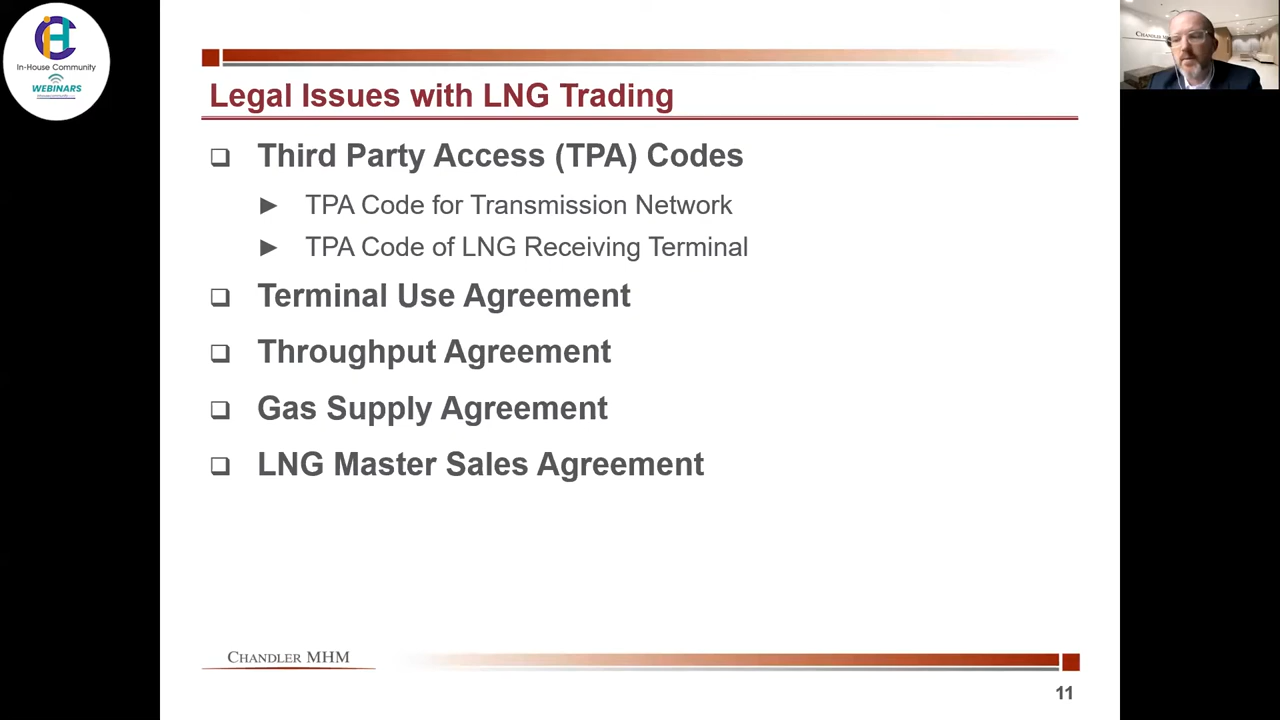 In-House Community
WEBINARS
CHANDLER MH
Legal Issues with LNG Trading
❑ Third Party Access (TPA) Codes
► TPA Code for Transmission Network
► TPA Code of LNG Receiving Terminal
❑ Terminal Use Agreement
❑ Throughput Agreement
❑ Gas Supply Agreement
❑ LNG Master Sales Agreement
CHANDLER MHM
11